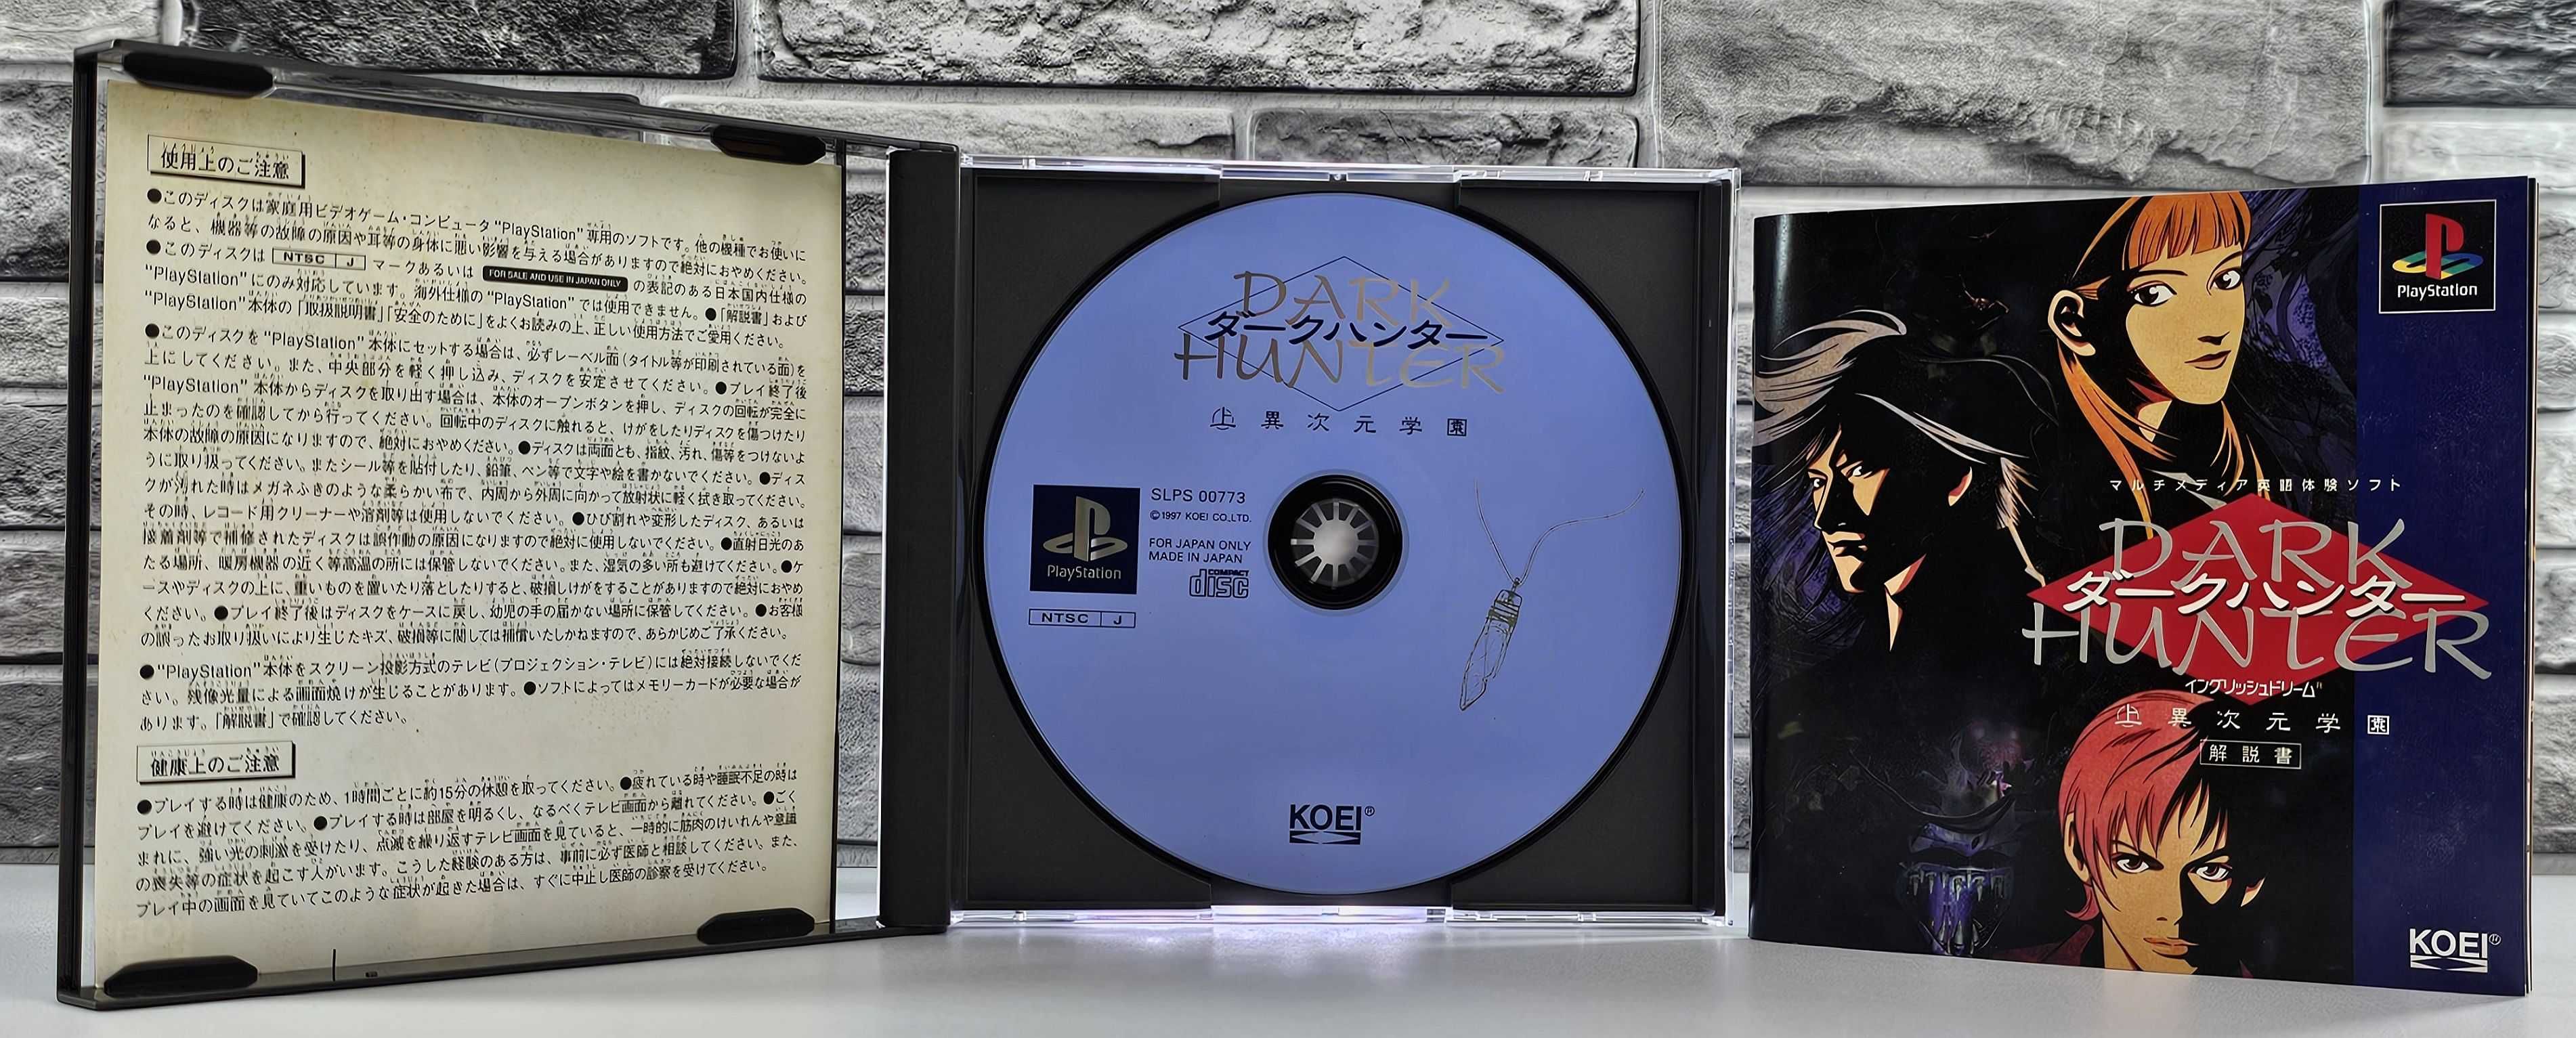 使用上のご注意
●このディスクは家庭用ビデオゲーム・コンピュータ"PlayStation"専用のソフトです。他の機種でお使いに
なると、機器等の故障の原因や耳等の身体に悪い影響を与える場合がありますので絶対におやめください。
●このディスクは NTSC J マークあるいは FOR SALE AND USE IN JAPAN ONLY の表記のある日本国内仕様の
"PlayStation"にのみ対応しています。海外仕様の"PlayStation"では使用できません。●「解説書」および
"PlayStation"本体の「取扱説明書」「安全のために」をよくお読みの上、正しい使用方法でご愛用ください。
●このディスクを"PlayStation"本体にセットする場合は、必ずレーベル面(タイトル等が印刷されている面)を
上にしてください。また、中央部分を軽く押し込み、ディスクを安定させてください。●プレイ終了後
"PlayStation"本体からディスクを取り出す場合は、本体のオープンボタンを押し、ディスクの回転が完全に
止まったのを確認してから行ってください。回転中のディスクに触れると、けがをしたりディスクを傷つけたり
本体の故障の原因になりますので、絶対におやめください。●ディスクは両面とも、指紋、汚れ、傷等をつけないよ
うに取り扱ってください。またシール等を貼付したり、鉛筆、ペン等で文字や絵を書かないでください。●ディス
クが汚れた時はメガネふきのような柔らかい布で、内周から外周に向かって放射状に軽く拭き取ってください。
その時、レコード用クリーナーや溶剤等は使用しないでください。●ひび割れや変形したディスク、あるいは
接着剤等で補修されたディスクは誤作動の原因になりますので絶対に使用しないでください。●直射日光のあ
たる場所、暖房機器の近く等高温の所には保管しないでください。また、湿気の多い所も避けてください。●ケ
ースやディスクの上に、重いものを置いたり落としたりすると、破損しけがをすることがありますので絶対におやめ
ください。●プレイ終了後はディスクをケースに戻し、幼児の手の届かない場所に保管してください。●お客様
の誤ったお取り扱いにより生じたキズ、破損等に関しては補償いたしかねますので、あらかじめご了承ください。
●"PlayStation"本体をスクリーン投影方式のテレビ(プロジェクション・テレビ)には絶対接続しないでくだ
さい。残像光量による画面焼けが生じることがあります。●ソフトによってはメモリーカードが必要な場合が
あります。「解説書」で確認してください。
健康上のご注意
●プレイする時は健康のため、1時間ごとに約15分の休憩を取ってください。●疲れている時や睡眠不足の時は
プレイを避けてください。●プレイする時は部屋を明るくし、なるべくテレビ画面から離れてください。●ごく
まれに、強い光の刺激を受けたり、点滅を繰り返すテレビ画面を見ていると、一時的に筋肉のけいれんや意識
の喪失等の症状を起こす人がいます。こうした経験のある方は、事前に必ず医師と相談してください。また、
プレイ中の画面を見ていてこのような症状が起きた場合は、すぐに中止し医師の診察を受けてください。
DARK
ダークハンター
HUNTER
上 異次元学園
PlayStation
SLPS 00773
©1997 KOEI CO.,LTD.
FOR JAPAN ONLY
MADE IN JAPAN
COMPACT
disc
NTSC J
KOEI®
PlayStation
マルチメディア英語体験ソフト
DARK
ダークハンター
HUNTER
イングリッシュドリーム
上 異次元学園
解説書
KOEI®